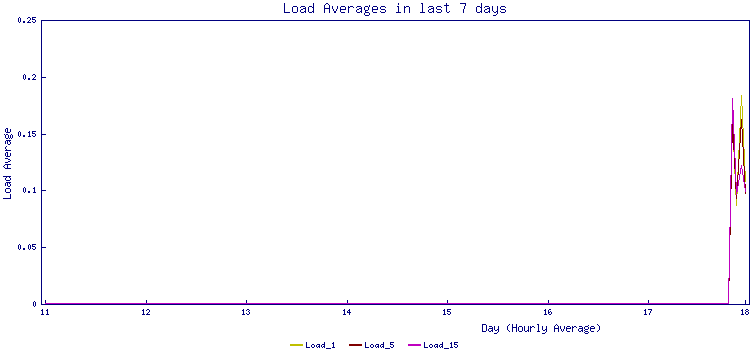 Load Averages in last 7 days
0.25
0.2
0.15
0.1
0.05
0
Load Average
11 12 13 14 15 16 17 18
Day (Hourly Average)
Load_1 Load_5 Load_15